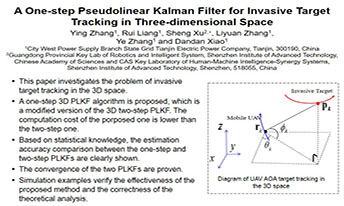 A One-step Pseudolinear Kalman Filter for Invasive Target
Tracking in Three-dimensional Space
Ying Zhang¹, Rui Liang¹, Sheng Xu²·*, Liyuan Zhang¹,
Ye Zhang¹ and Dandan Xiao¹
¹City West Power Supply Branch State Grid Tianjin Electric Power Company, Tianjin, 300190, China
²Guangdong Provincial Key Lab of Robotics and Intelligent System, Shenzhen Institute of Advanced Technology,
Chinese Academy of Sciences and CAS Key Laboratory of Human-Machine Intelligence-Synergy Systems,
Shenzhen Institute of Advanced Technology, Shenzhen, 518055, China
• This paper investigates the problem of invasive
target tracking in the 3D space.
• A one-step 3D PLKF algorithm is proposed, which is
a modified version of the 3D two-step PLKF. The
computation cost of the porposed one is lower than
the two-step one.
• Based on statistical knowledge, the estimation
accuracy comparison between the one-step and
two-step PLKFs are clearly shown.
• The convergence of the two PLKFs are proven.
• Simulation examples verify the effectiveness of the
proposed method and the correctness of the
theoretical analysis.
Invasive Target
p_k
Mobile UAV
r_k
ϕ_k
θ_k
z
y
x
Diagram of UAV AOA target tracking in
the 3D space